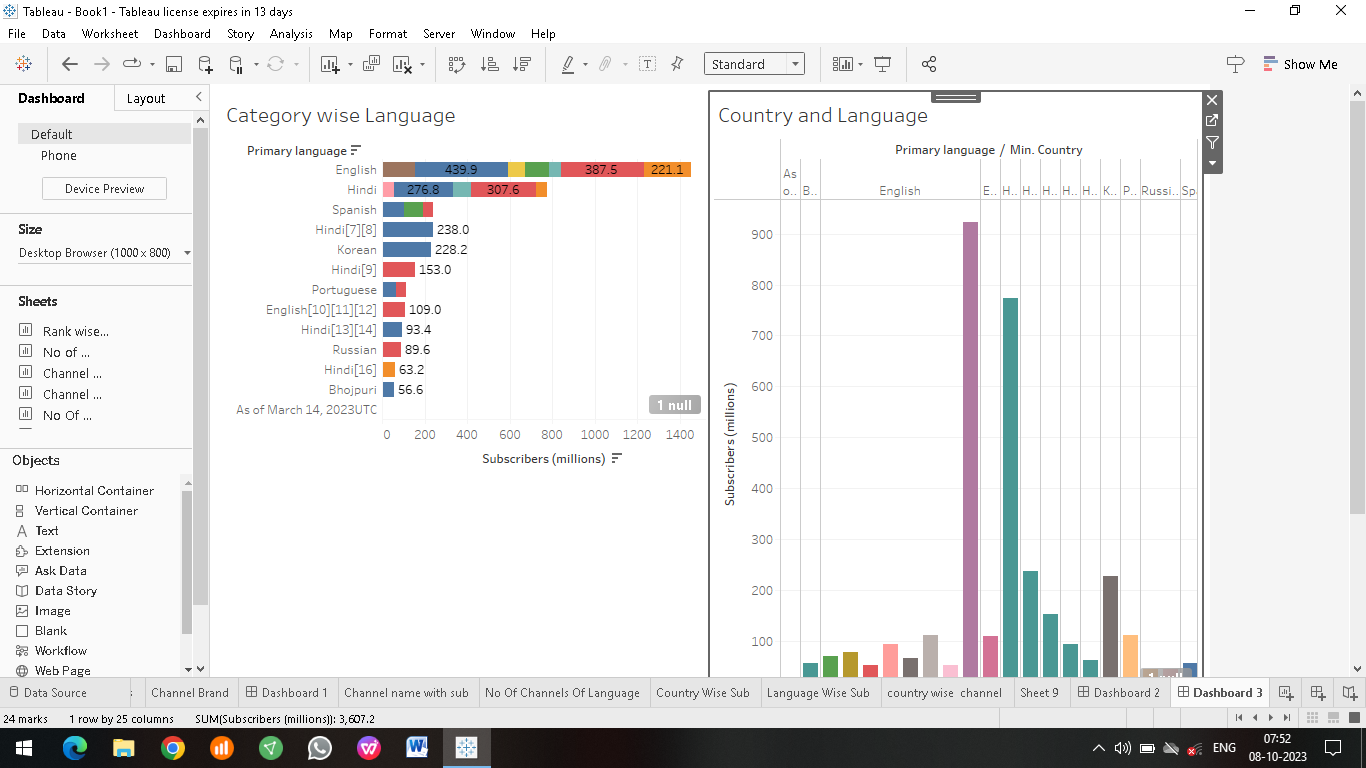 Tableau - Book1 - Tableau license expires in 13 days
File Data Worksheet Dashboard Story Analysis Map Format Server Window Help
Standard
Show Me
Dashboard Layout
Default
Phone
Device Preview
Size
Desktop Browser (1000 x 800)
Sheets
Rank wise...
No of ...
Channel ...
Channel ...
No Of ...
Objects
Horizontal Container
Vertical Container
Text
Extension
Ask Data
Data Story
Image
Blank
Workflow
Web Page
Category wise Language
Primary language
English 439.9 387.5 221.1
Hindi 276.8 307.6
Spanish
Hindi[7][8] 238.0
Korean 228.2
Hindi[9] 153.0
Portuguese
English[10][11][12] 109.0
Hindi[13][14] 93.4
Russian 89.6
Hindi[16] 63.2
Bhojpuri 56.6
As of March 14, 2023UTC
1 null
0 200 400 600 800 1000 1200 1400
Subscribers (millions)
Country and Language
Primary language / Min. Country
As
o.. B.. English E.. H.. H.. H.. H.. H.. K.. P.. Russi.. Sp
900
800
700
600
500
400
300
200
100
Subscribers (millions)
1 null
Data Source Channel Brand Dashboard 1 Channel name with sub No Of Channels Of Language Country Wise Sub Language Wise Sub country wise channel Sheet 9 Dashboard 2 Dashboard 3
24 marks 1 row by 25 columns SUM(Subscribers (millions)): 3,607.2
ENG
07:52
08-10-2023